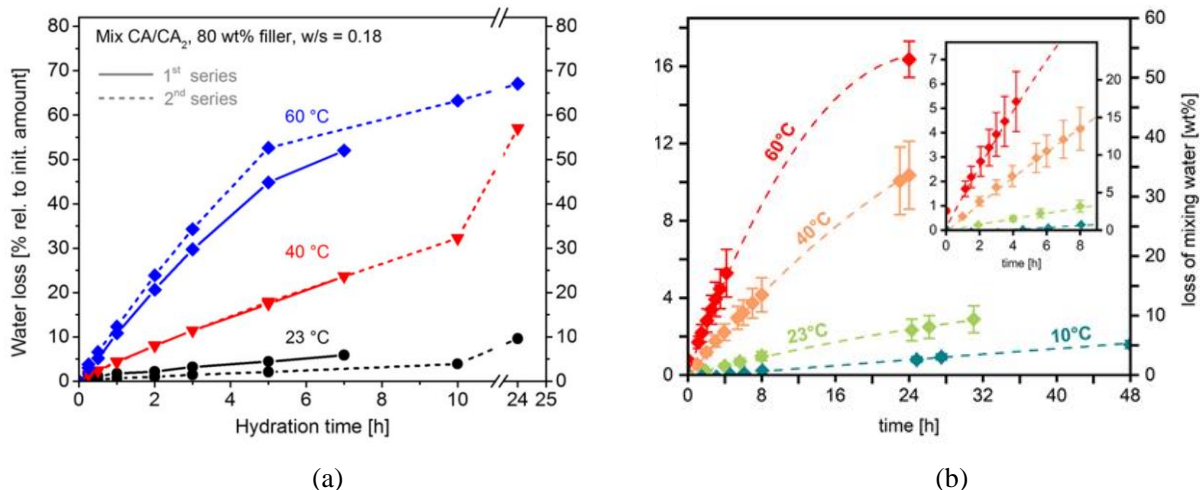 Mix CA/CA₂, 80 wt% filler, w/s = 0.18
1st series
2nd series
60 °C
40 °C
23 °C
Water loss [% rel. to init. amount]
80
70
60
50
40
30
20
10
0
80
70
60
50
40
30
20
10
0
0 2 4 6 8 10 24 25
Hydration time [h]
(a)
60°C
40°C
23°C
10°C
16
12
8
4
0
60
50
40
30
20
10
0
loss of mixing water [wt%]
0 8 16 24 32 40 48
time [h]
7
6
5
4
3
2
1
0
20
15
10
5
0
0 2 4 6 8
time [h]
(b)